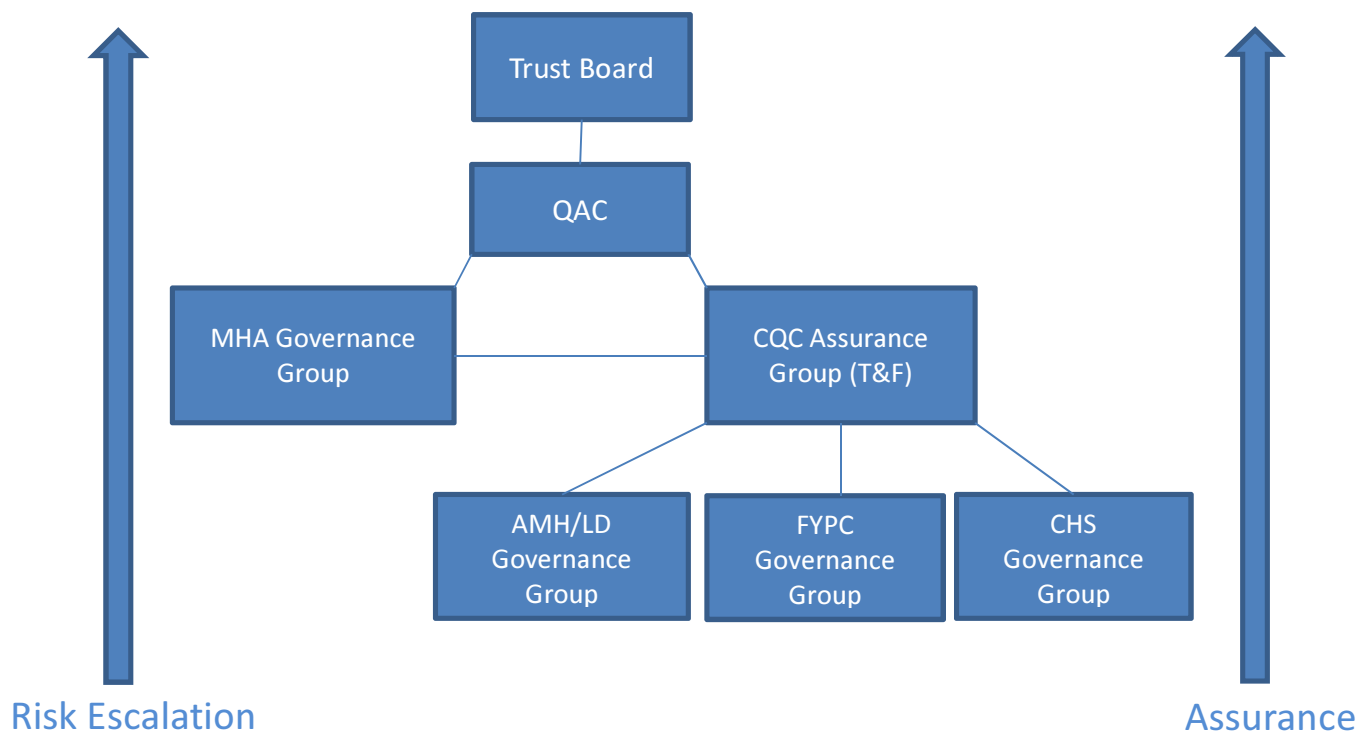 Trust Board
QAC
MHA Governance
Group
CQC Assurance
Group (T&F)
AMH/LD
Governance
Group
FYPC
Governance
Group
CHS
Governance
Group
Risk Escalation
Assurance